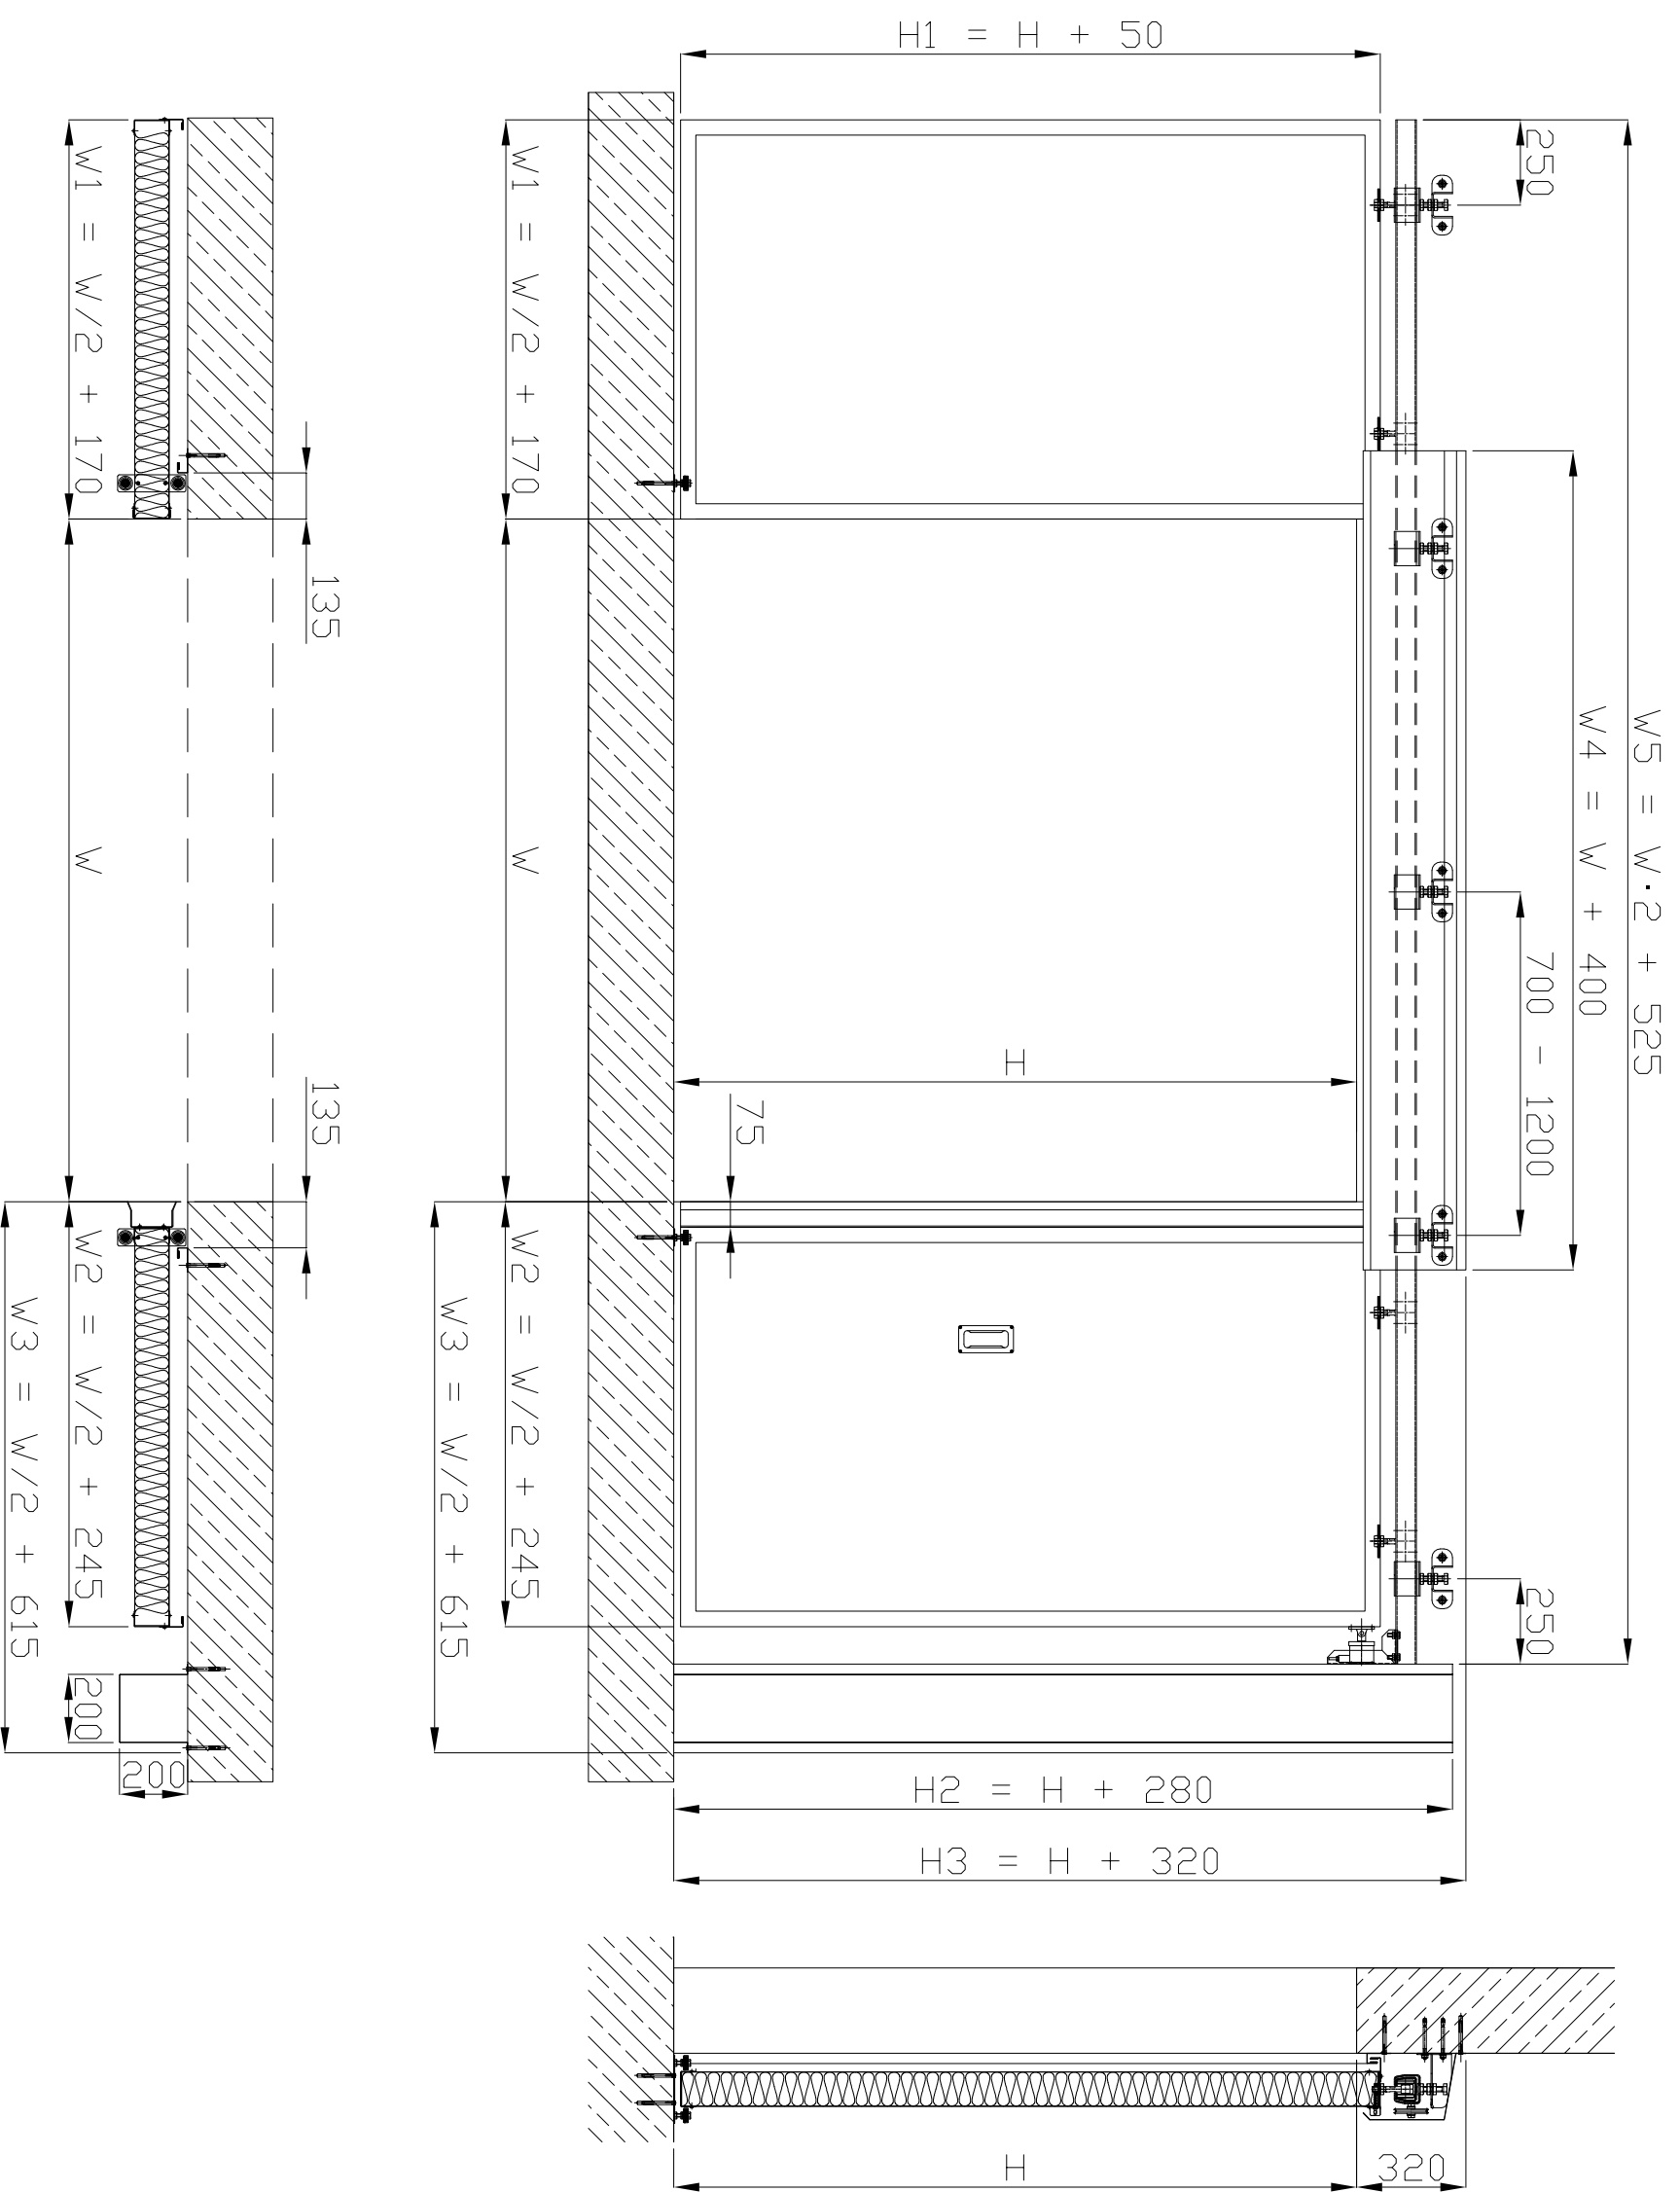 W5 = W·2 + 525
W4 = W + 400
250
700 - 1200
250
H1 = H + 50
H
75
W1 = W/2 + 170
W
W2 = W/2 + 245
W3 = W/2 + 615
H2 = H + 280
H3 = H + 320
320
H
135
135
W1 = W/2 + 170
W
W2 = W/2 + 245
200
200
W3 = W/2 + 615